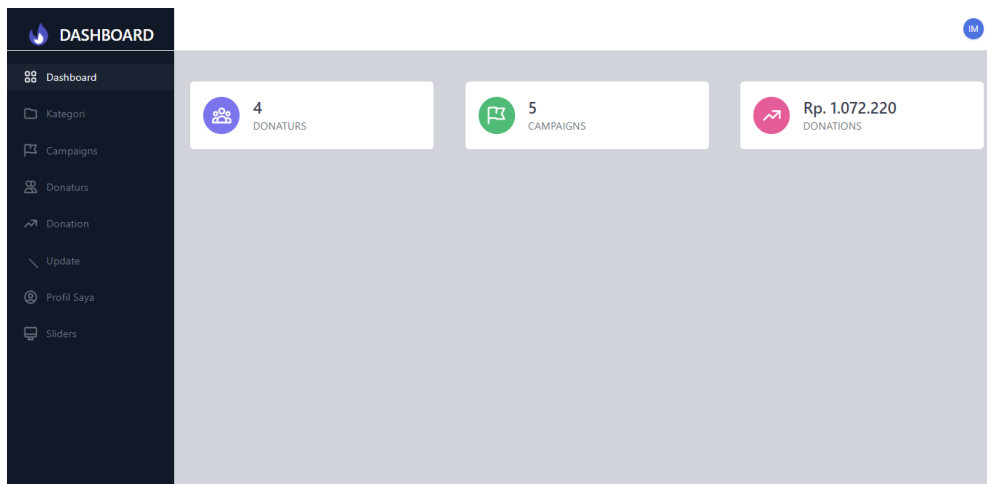 DASHBOARD
IM
Dashboard
Kategori
Campaigns
Donaturs
Donation
Update
Profil Saya
Sliders
4
DONATURS
5
CAMPAIGNS
Rp. 1.072.220
DONATIONS